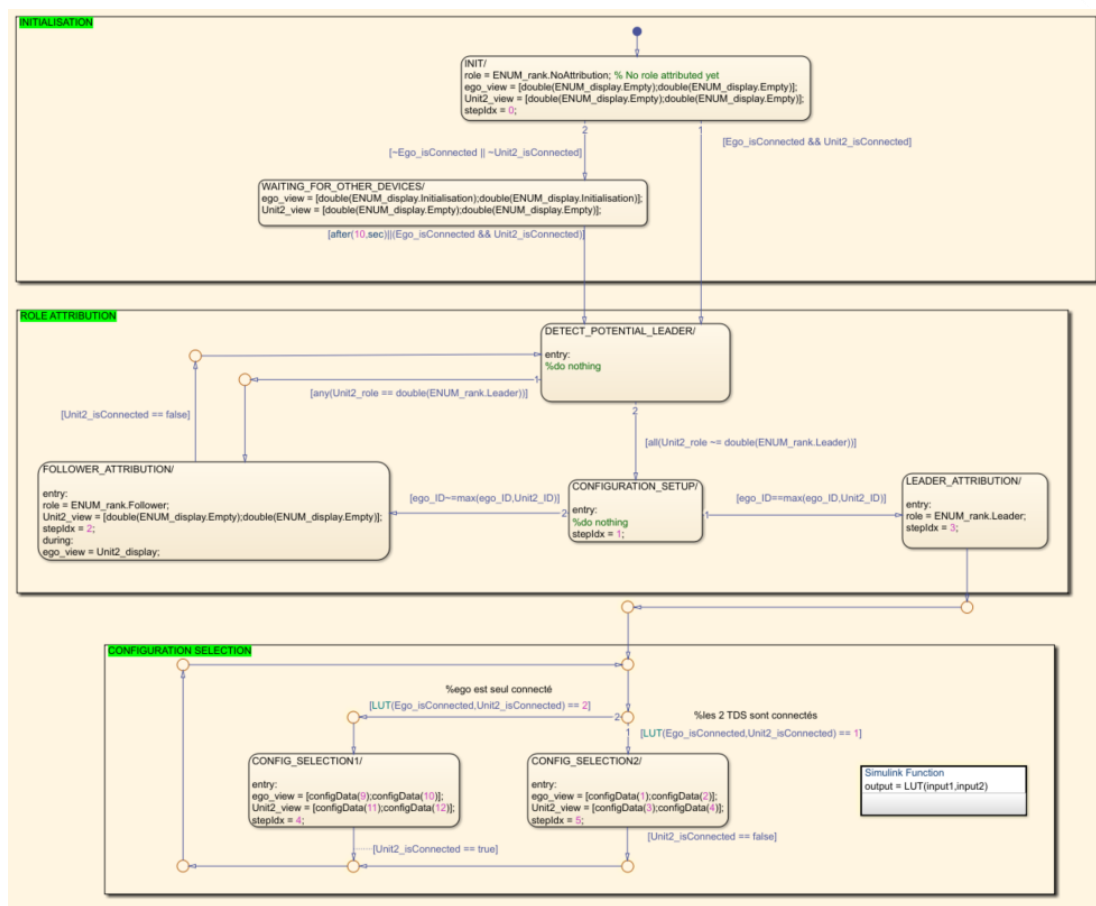 INITIALISATION
INIT/
role = ENUM_rank.NoAttribution; % No role attributed yet
ego_view = [double(ENUM_display.Empty);double(ENUM_display.Empty)];
Unit2_view = [double(ENUM_display.Empty);double(ENUM_display.Empty)];
stepIdx = 0;
2
1
[Ego_isConnected && Unit2_isConnected]
[~Ego_isConnected || ~Unit2_isConnected]
WAITING_FOR_OTHER_DEVICES/
ego_view = [double(ENUM_display.Initialisation);double(ENUM_display.Initialisation)];
Unit2_view = [double(ENUM_display.Empty);double(ENUM_display.Empty)];
[after(10,sec)||(Ego_isConnected && Unit2_isConnected)]
ROLE ATTRIBUTION
DETECT_POTENTIAL_LEADER/
entry:
%do nothing
1
[any(Unit2_role == double(ENUM_rank.Leader))]
2
[Unit2_isConnected == false]
[all(Unit2_role ~= double(ENUM_rank.Leader))]
FOLLOWER_ATTRIBUTION/
entry:
role = ENUM_rank.Follower;
Unit2_view = [double(ENUM_display.Empty);double(ENUM_display.Empty)];
stepIdx = 2;
during:
ego_view = Unit2_display;
[ego_ID~=max(ego_ID,Unit2_ID)]
2
CONFIGURATION_SETUP/
entry:
%do nothing
stepIdx = 1;
1
[ego_ID==max(ego_ID,Unit2_ID)]
LEADER_ATTRIBUTION/
entry:
role = ENUM_rank.Leader;
stepIdx = 3;
CONFIGURATION SELECTION
%ego est seul connecté
[LUT(Ego_isConnected,Unit2_isConnected) == 2]
2
1
%les 2 TDS sont connectés
[LUT(Ego_isConnected,Unit2_isConnected) == 1]
CONFIG_SELECTION1/
entry:
ego_view = [configData(9);configData(10)];
Unit2_view = [configData(11);configData(12)];
stepIdx = 4;
CONFIG_SELECTION2/
entry:
ego_view = [configData(1);configData(2)];
Unit2_view = [configData(3);configData(4)];
stepIdx = 5;
Simulink Function
output = LUT(input1,input2)
[Unit2_isConnected == true]
[Unit2_isConnected == false]